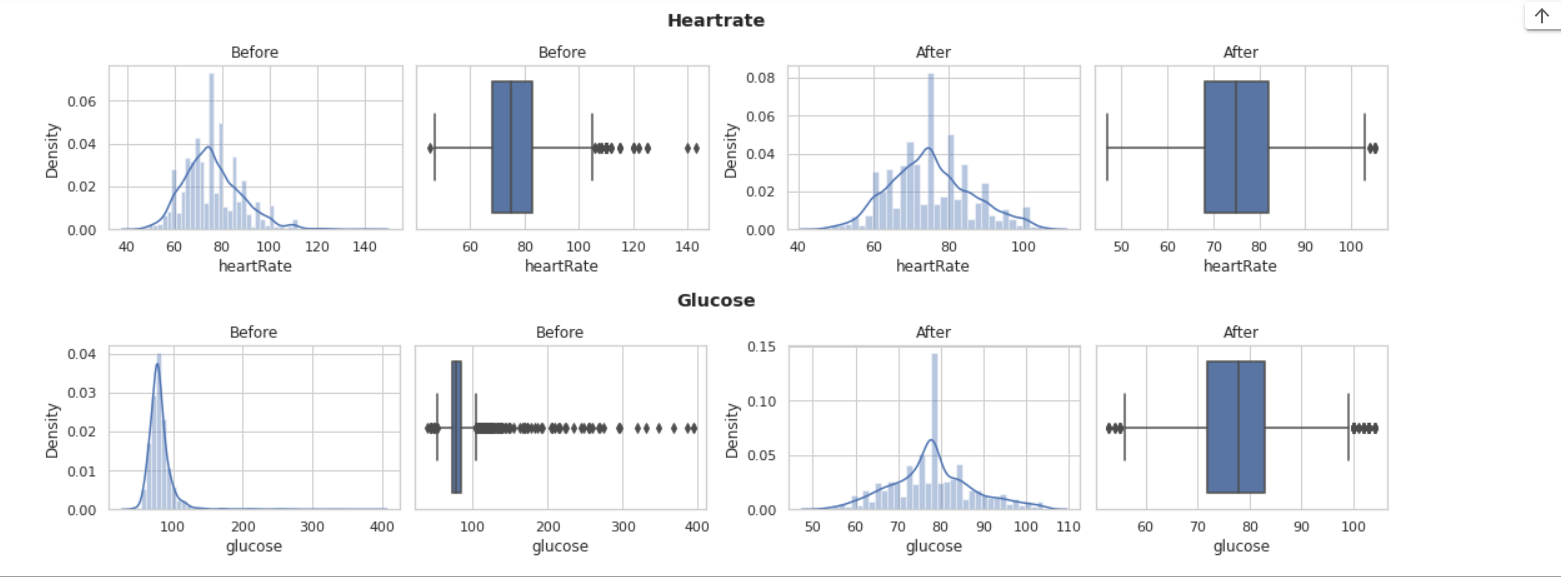 Heartrate
Before
Before
After
After
Density
0.06
0.04
0.02
0.00
40 60 80 100 120 140
heartRate
60 80 100 120 140
heartRate
Density
0.08
0.06
0.04
0.02
0.00
40 60 80 100
heartRate
50 60 70 80 90 100
heartRate
Glucose
Before
Before
After
After
Density
0.04
0.03
0.02
0.01
0.00
100 200 300 400
glucose
100 200 300 400
glucose
Density
0.15
0.10
0.05
0.00
50 60 70 80 90 100 110
glucose
60 70 80 90 100
glucose